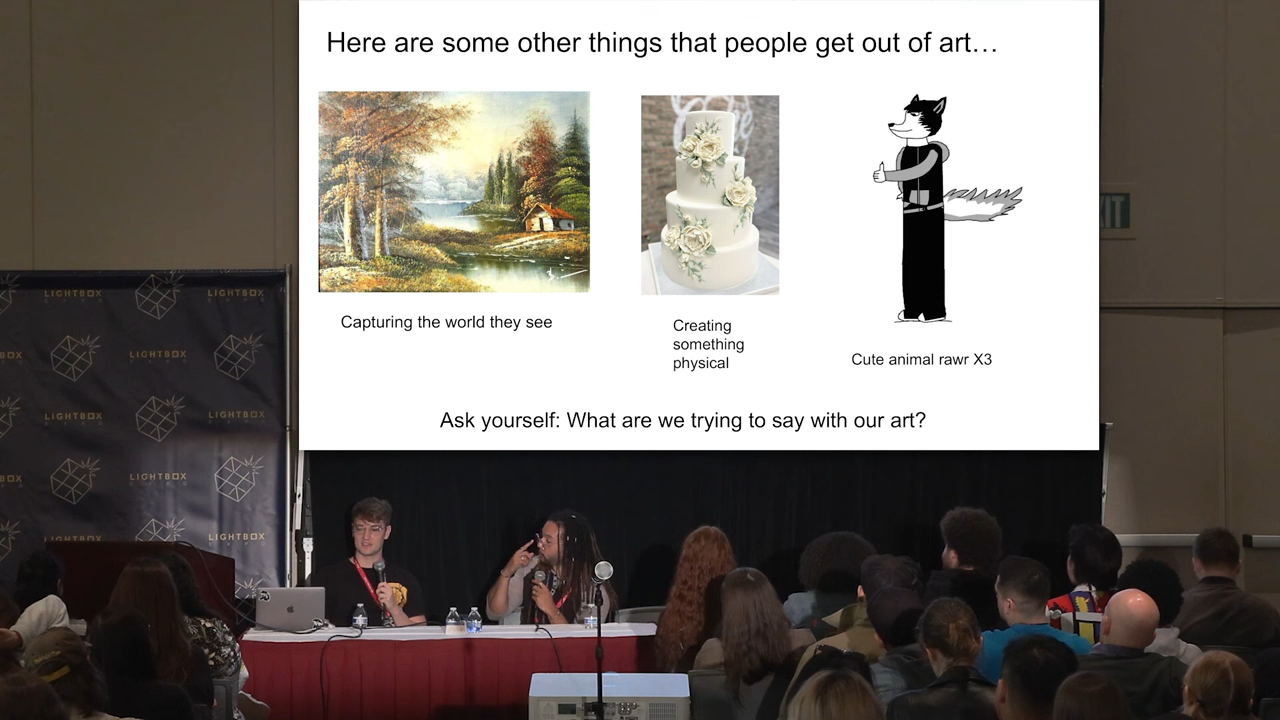 Here are some other things that people get out of art…
Capturing the world they see
Creating
something
physical
Cute animal rawr X3
Ask yourself: What are we trying to say with our art?
LIGHTBOX
LIGHTBOX
LIGHTBOX
LIGHTBOX
LIGHTBOX
LIGHTBOX
LIGHTBOX